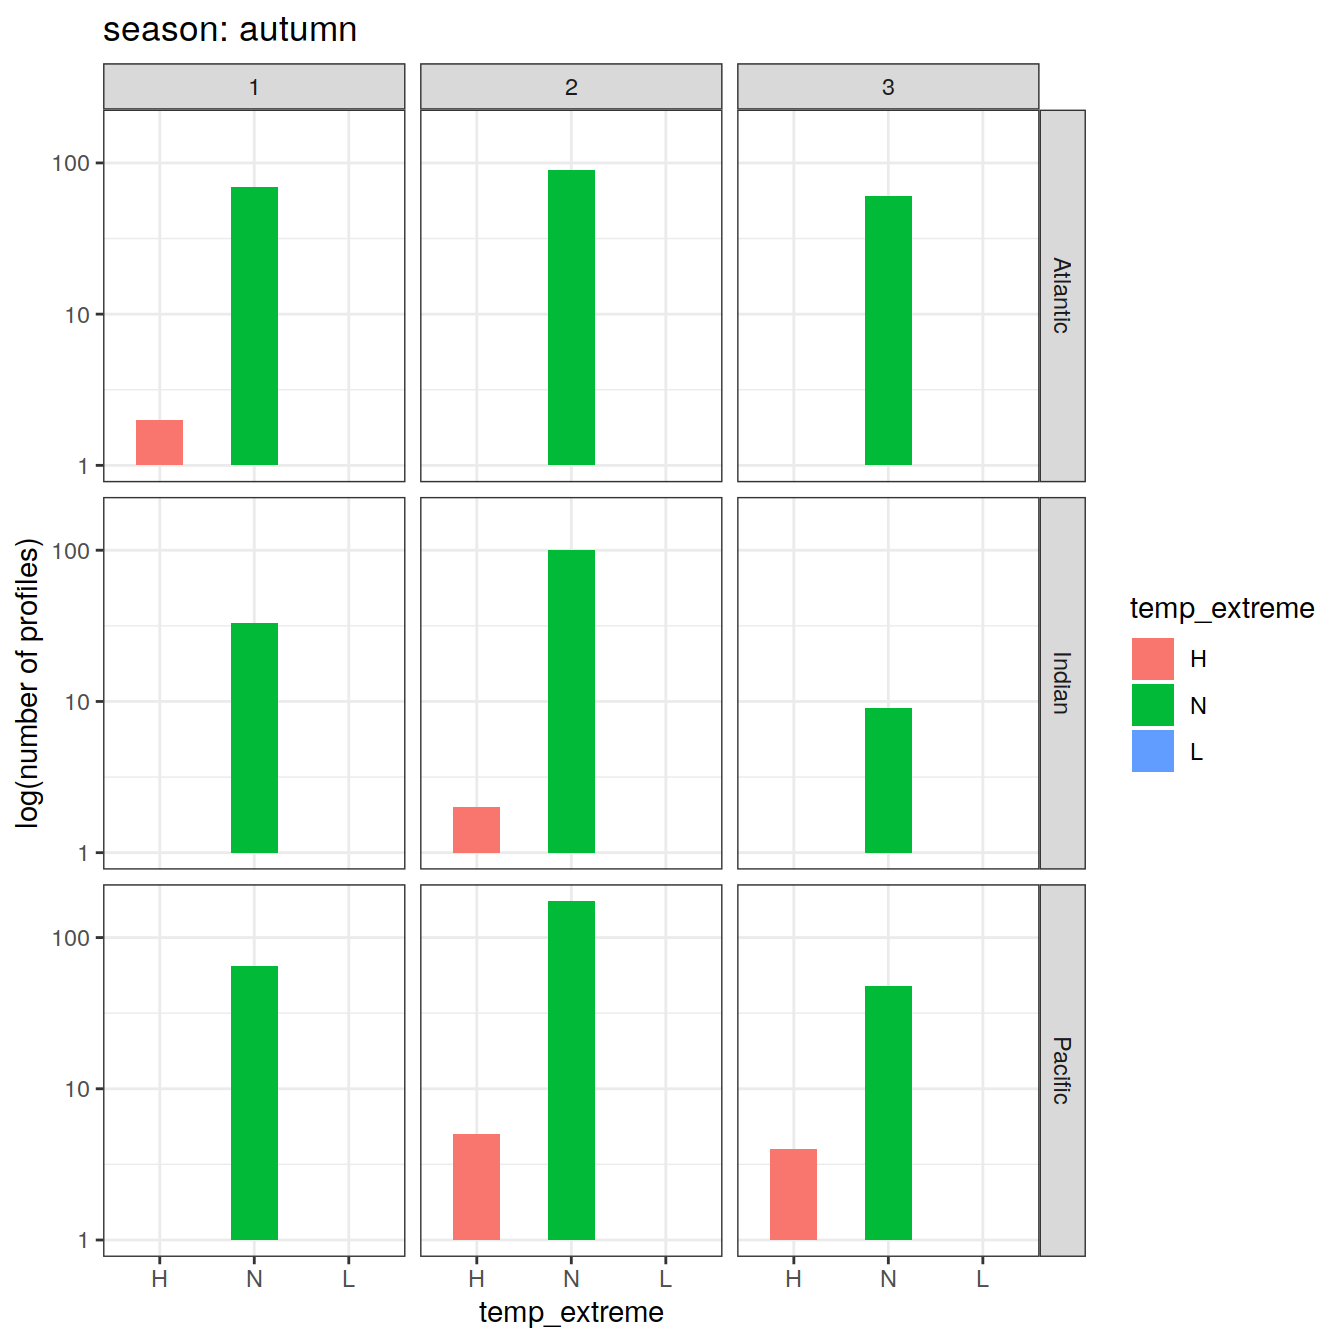 season: autumn
1 2 3
100
10
1
Atlantic
100
10
1
Indian
100
10
1
Pacific
log(number of profiles)
H N L H N L H N L
temp_extreme
temp_extreme
H
N
L